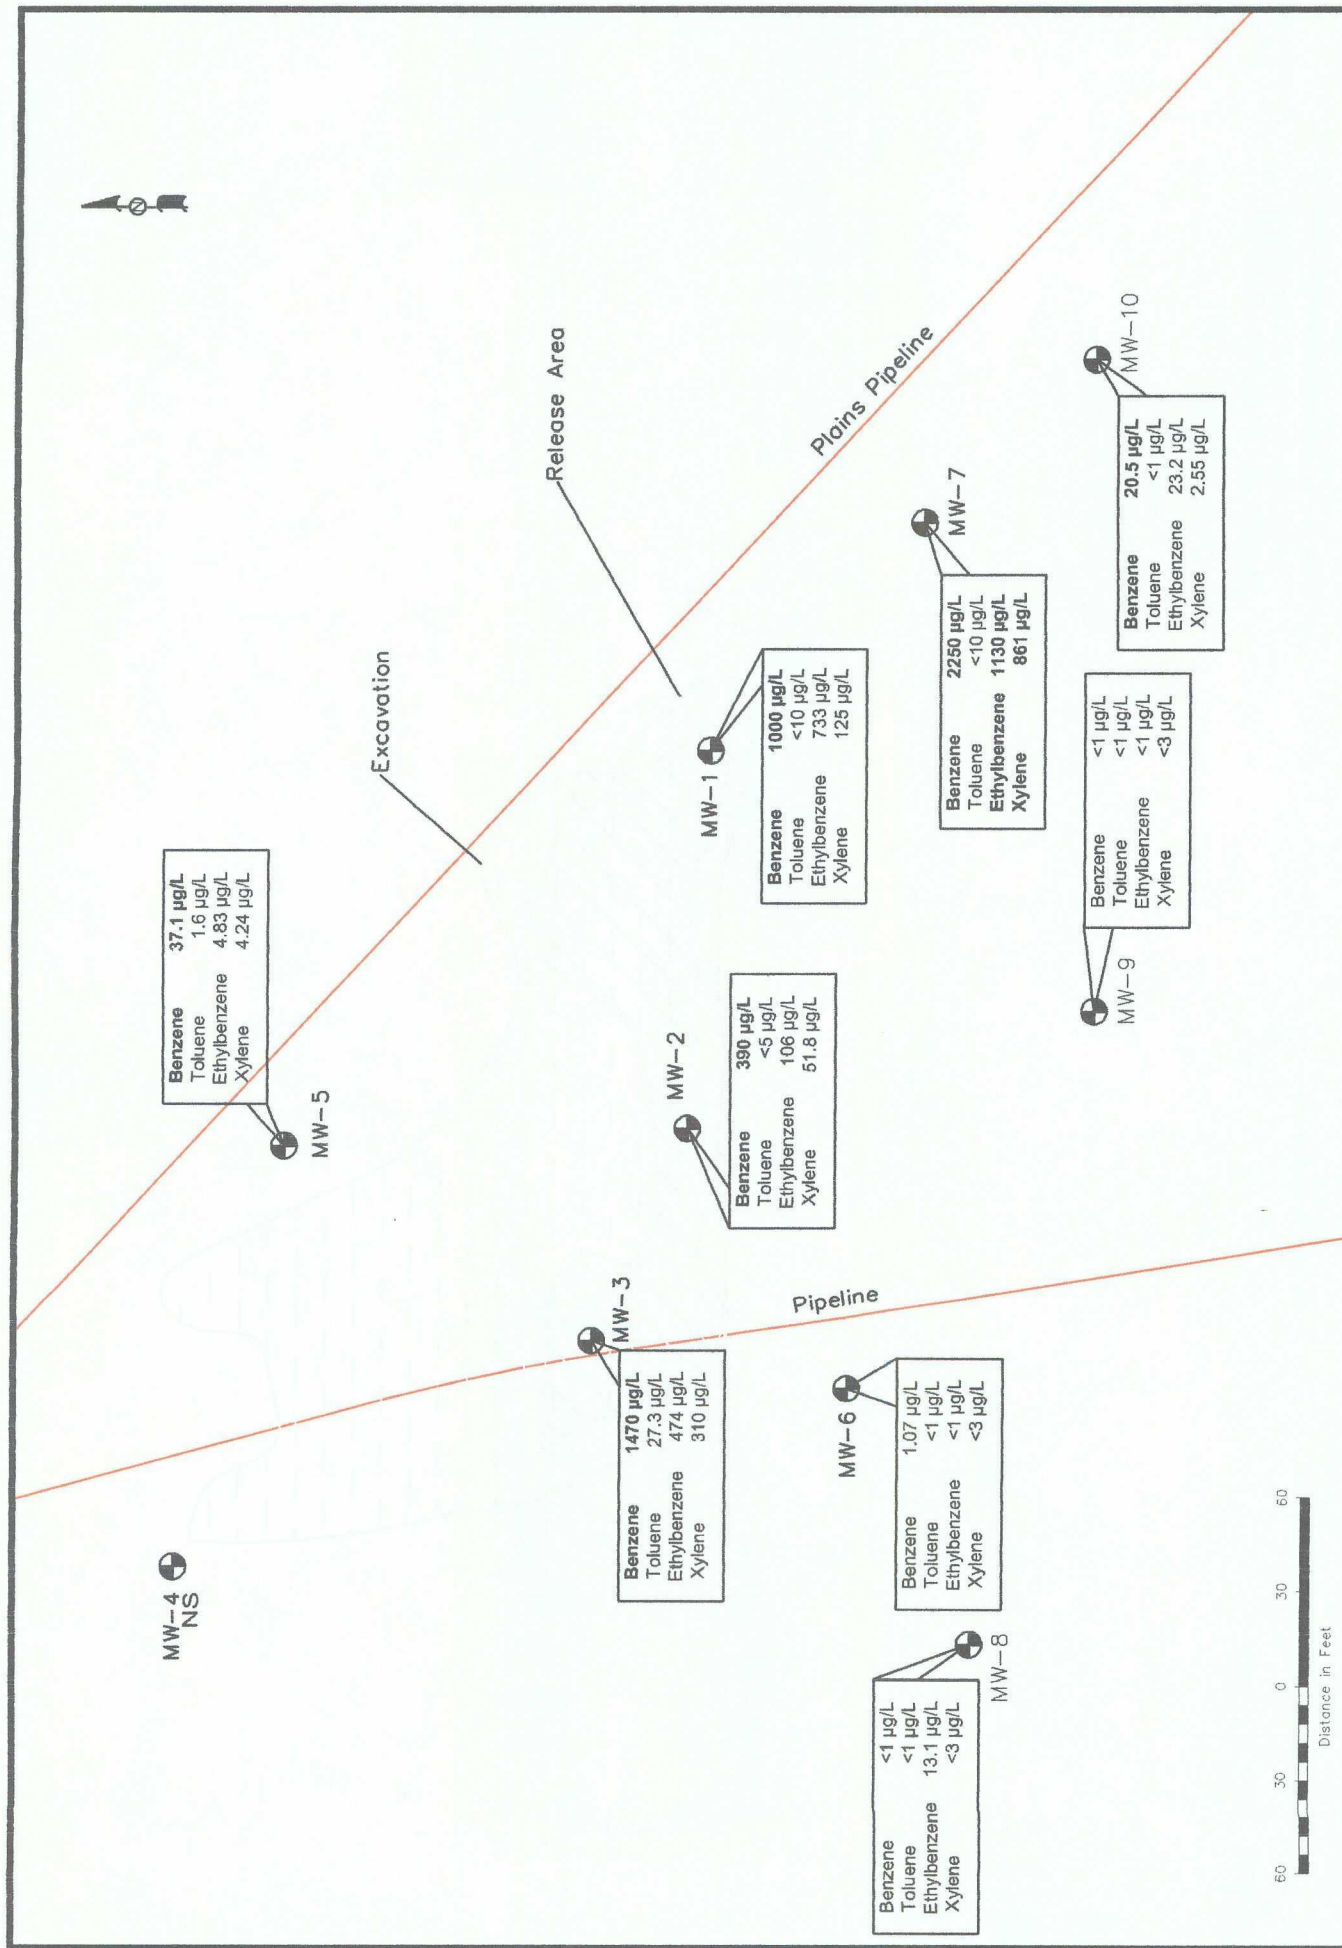 N
MW-4
NS
Benzene 37.1 µg/L
Toluene 1.6 µg/L
Ethylbenzene 4.83 µg/L
Xylene 4.24 µg/L
MW-5
Excavation
Release Area
MW-3
Benzene 1470 µg/L
Toluene 27.3 µg/L
Ethylbenzene 474 µg/L
Xylene 310 µg/L
MW-2
Benzene 390 µg/L
Toluene <5 µg/L
Ethylbenzene 106 µg/L
Xylene 51.8 µg/L
MW-1
Benzene 1000 µg/L
Toluene <10 µg/L
Ethylbenzene 733 µg/L
Xylene 125 µg/L
Plains Pipeline
Pipeline
MW-6
Benzene 1.07 µg/L
Toluene <1 µg/L
Ethylbenzene <1 µg/L
Xylene <3 µg/L
Benzene <1 µg/L
Toluene <1 µg/L
Ethylbenzene 13.1 µg/L
Xylene <3 µg/L
MW-8
MW-7
Benzene 2250 µg/L
Toluene <10 µg/L
Ethylbenzene 1130 µg/L
Xylene 861 µg/L
Benzene <1 µg/L
Toluene <1 µg/L
Ethylbenzene <1 µg/L
Xylene <3 µg/L
MW-9
MW-10
Benzene 20.5 µg/L
Toluene <1 µg/L
Ethylbenzene 23.2 µg/L
Xylene 2.55 µg/L
60 30 0 30 60
Distance in Feet